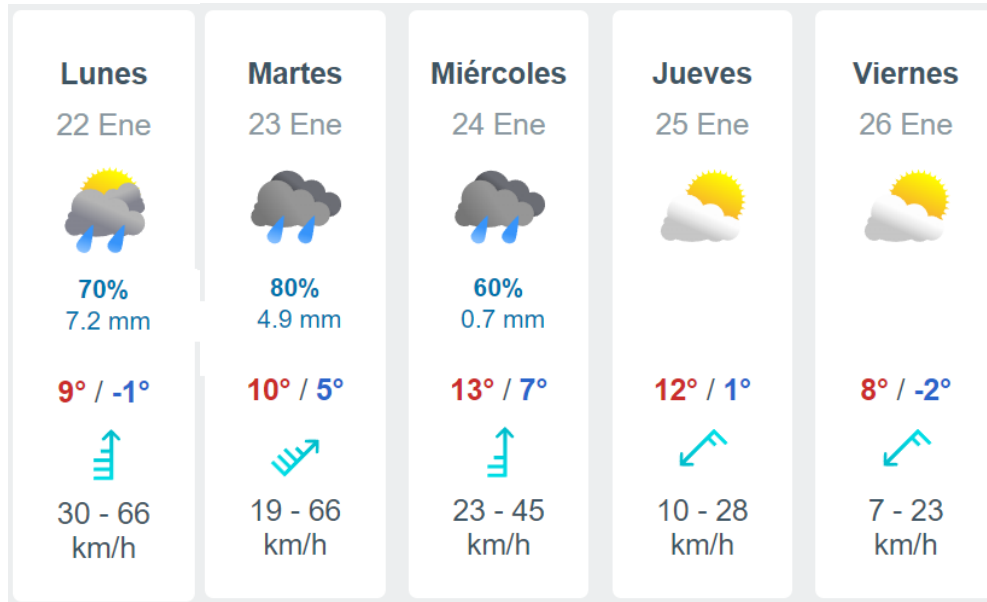 Lunes
22 Ene
70%
7.2 mm
9° / -1°
30 - 66
km/h
Martes
23 Ene
80%
4.9 mm
10° / 5°
19 - 66
km/h
Miércoles
24 Ene
60%
0.7 mm
13° / 7°
23 - 45
km/h
Jueves
25 Ene
12° / 1°
10 - 28
km/h
Viernes
26 Ene
8° / -2°
7 - 23
km/h